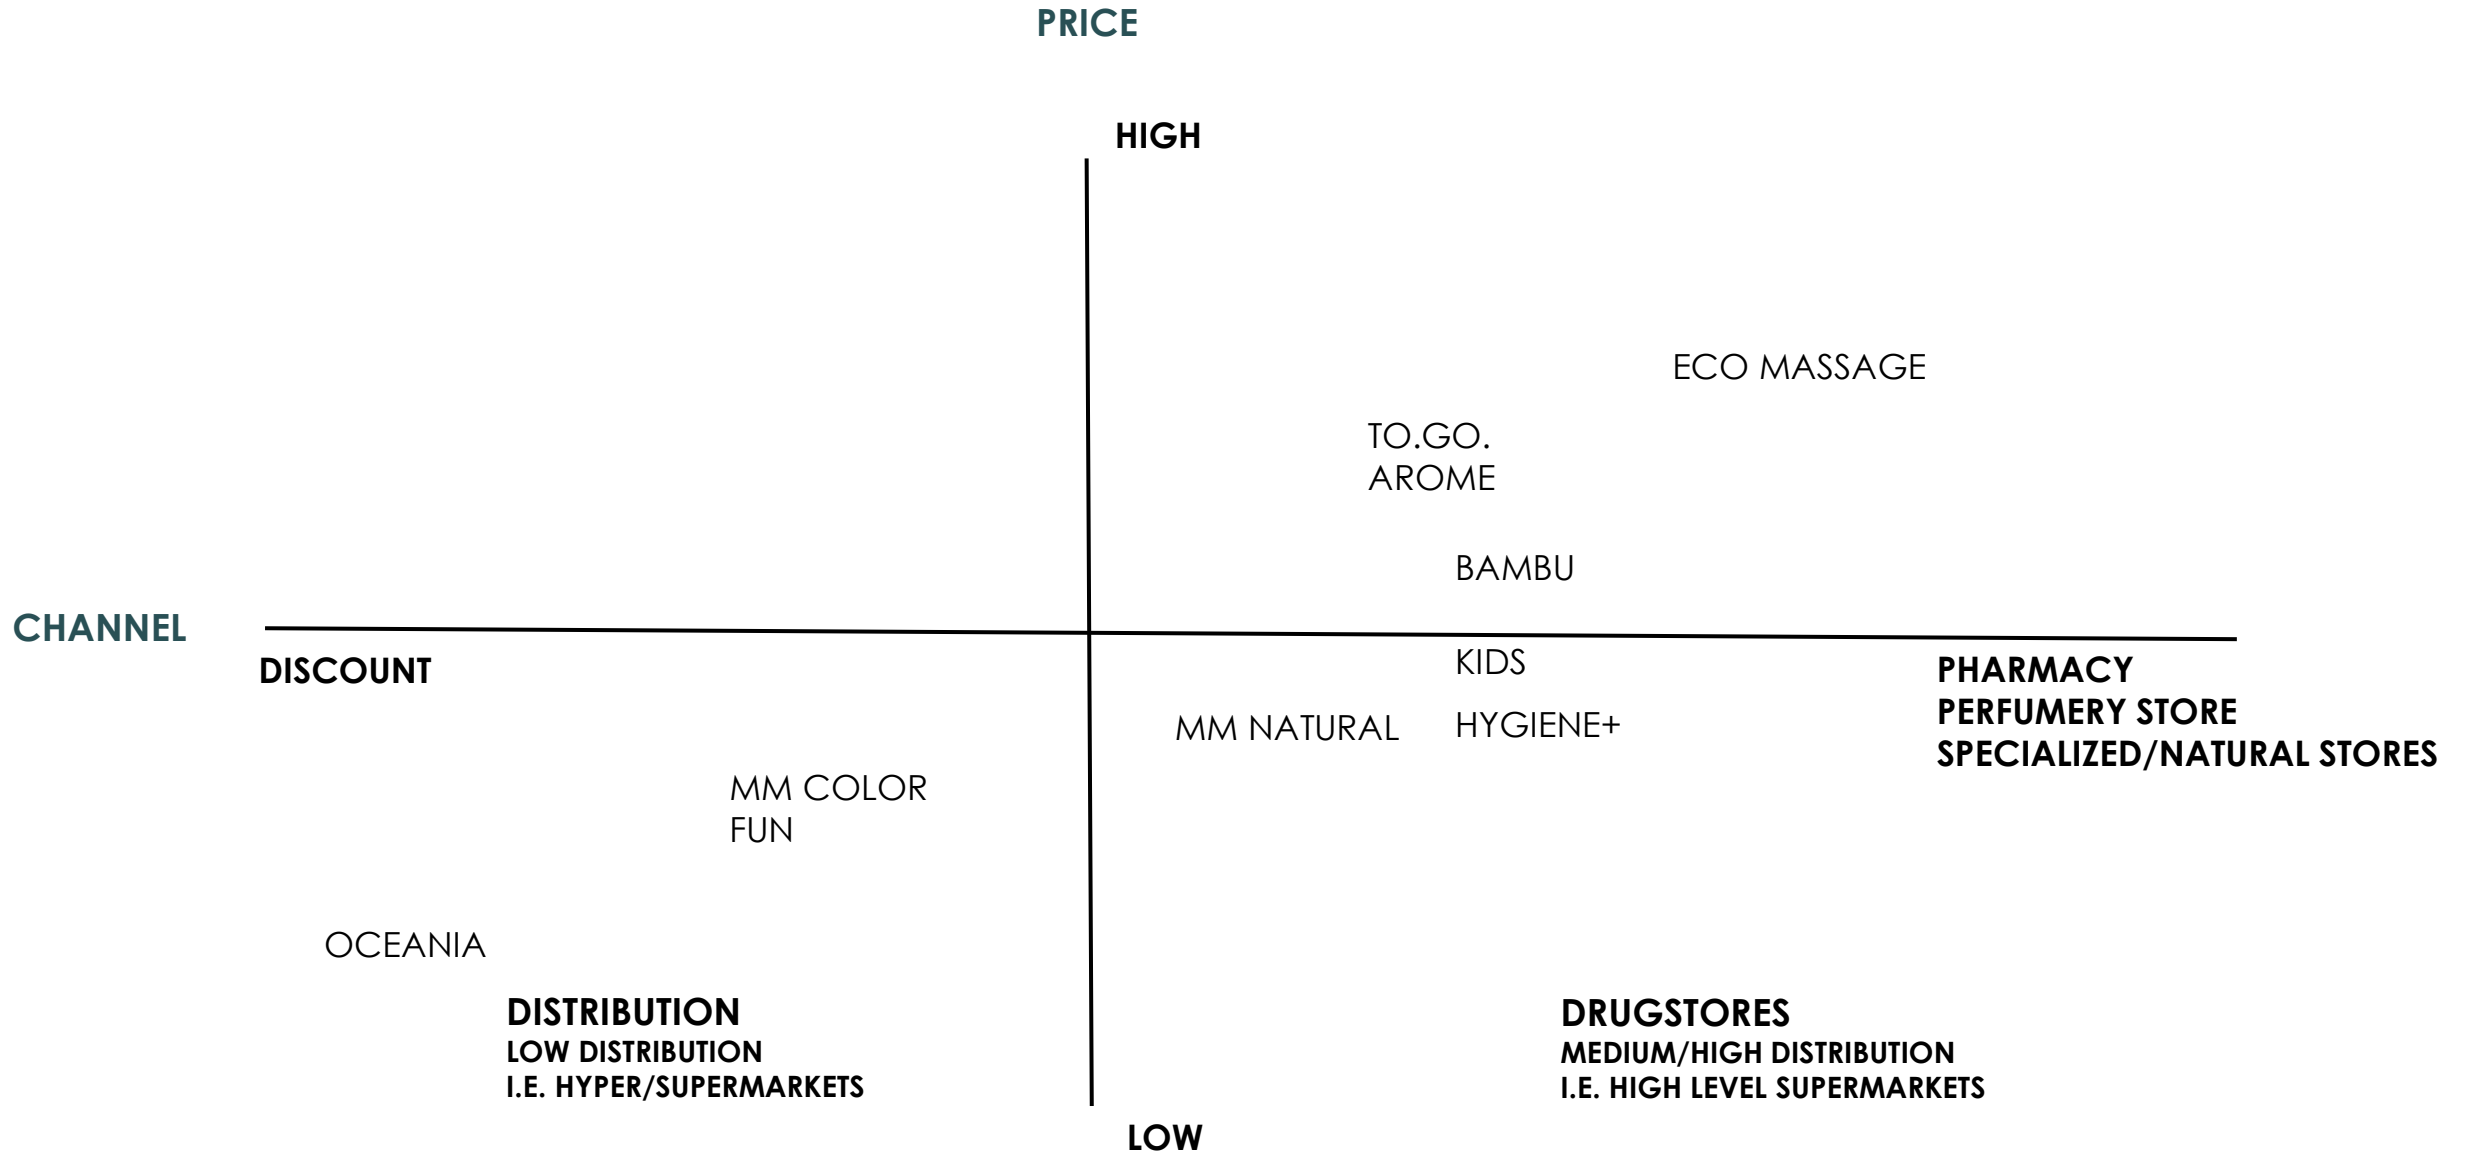 PRICE
HIGH
ECO MASSAGE
TO.GO.
AROME
BAMBU
CHANNEL
DISCOUNT
KIDS
PHARMACY
PERFUMERY STORE
SPECIALIZED/NATURAL STORES
MM NATURAL
HYGIENE+
MM COLOR
FUN
OCEANIA
DISTRIBUTION
LOW DISTRIBUTION
I.E. HYPER/SUPERMARKETS
DRUGSTORES
MEDIUM/HIGH DISTRIBUTION
I.E. HIGH LEVEL SUPERMARKETS
LOW